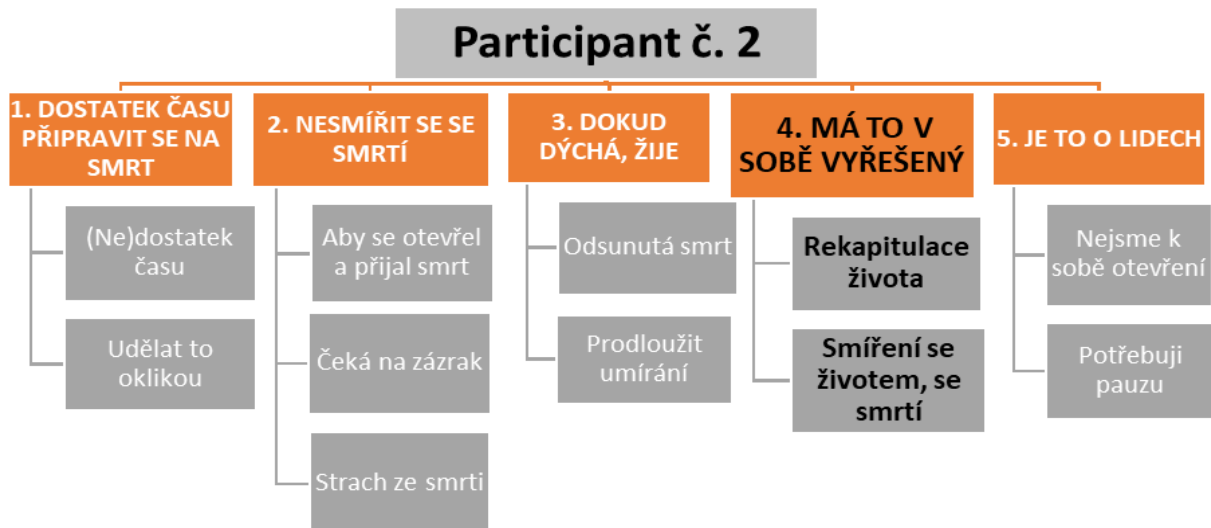 Participant č. 2
1. DOSTATEK ČASU
PŘIPRAVIT SE NA
SMRT
(Ne)dostatek
času
Udělat to
oklikou
2. NESMÍŘIT SE SE
SMRTÍ
Aby se otevřel
a přijal smrt
Čeká na zázrak
Strach ze smrti
3. DOKUD
DÝCHÁ, ŽIJE
Odsunutá smrt
Prodloužit
umírání
4. MÁ TO V
SOBĚ VYŘEŠENÝ
Rekapitulace
života
Smíření se
životem, se
smrtí
5. JE TO O LIDECH
Nejsme k
sobě otevření
Potřebuji
pauzu